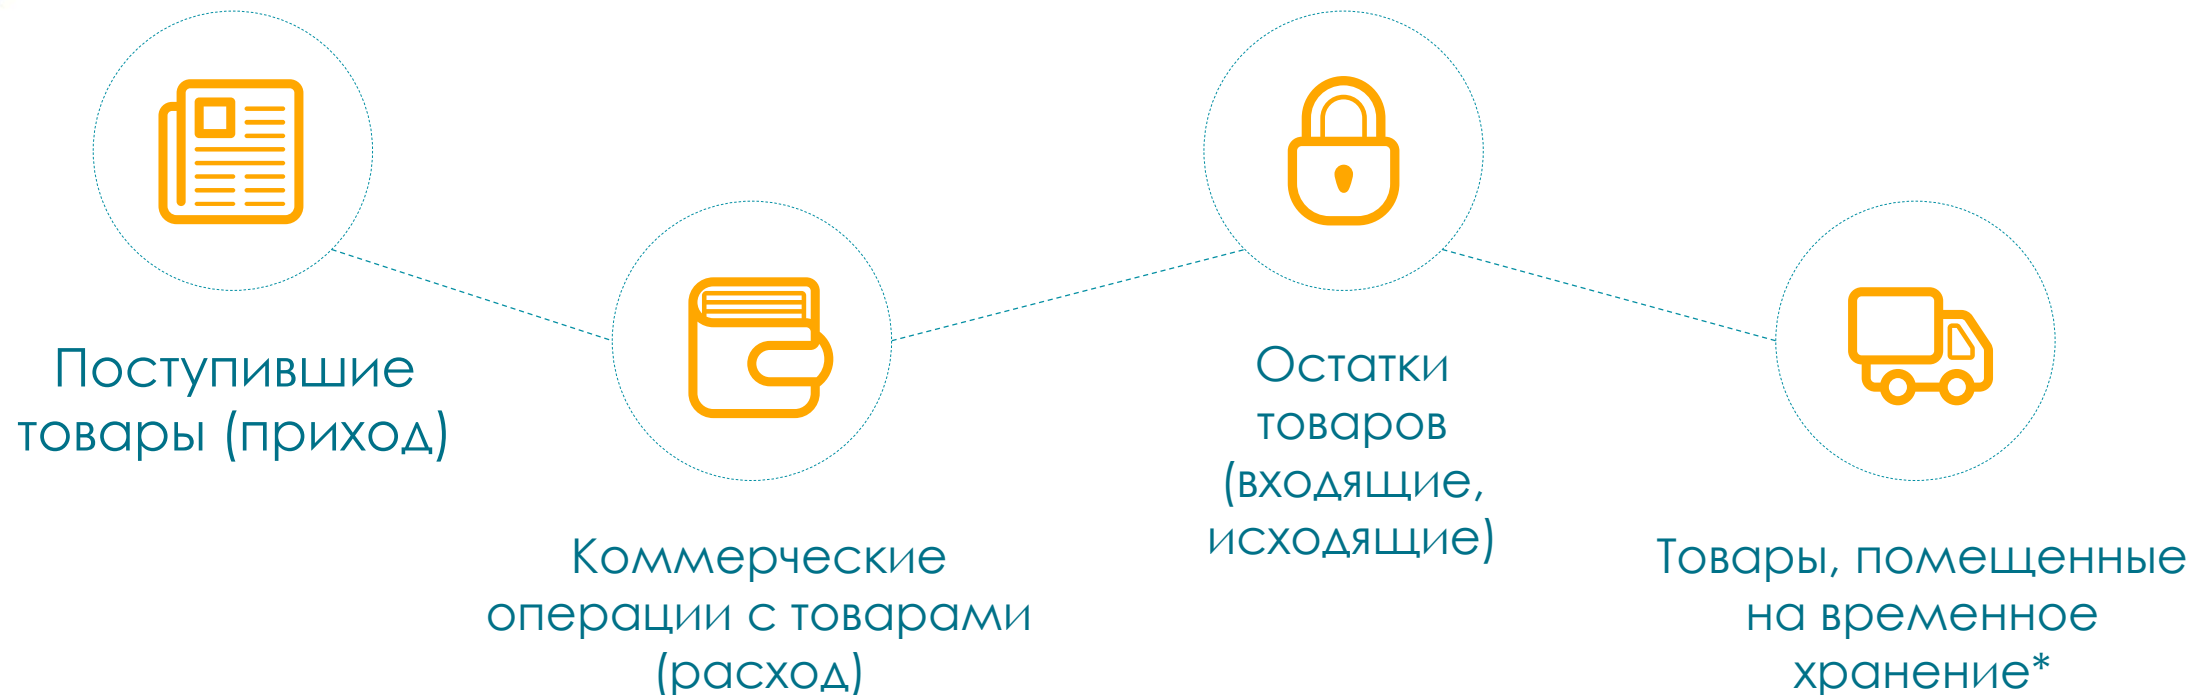 Поступившие
товары (приход)
Коммерческие
операции с товарами
(расход)
Остатки
товаров
(входящие,
исходящие)
Товары, помещенные
на временное
хранение*